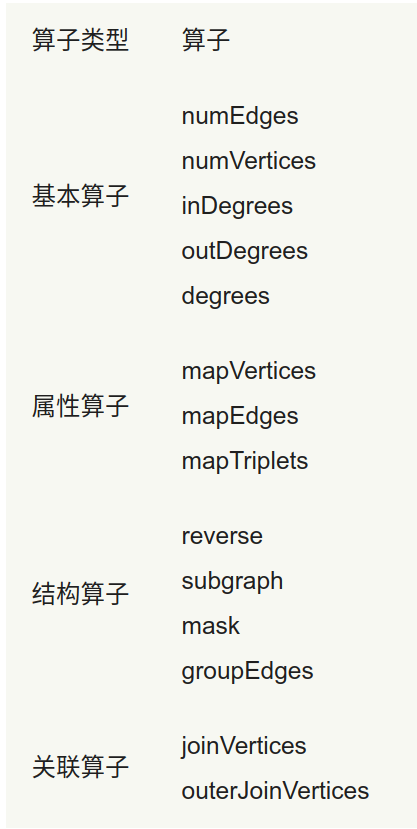 算子类型 算子
基本算子
numEdges
numVertices
inDegrees
outDegrees
degrees
属性算子
mapVertices
mapEdges
mapTriplets
结构算子
reverse
subgraph
mask
groupEdges
关联算子
joinVertices
outerJoinVertices